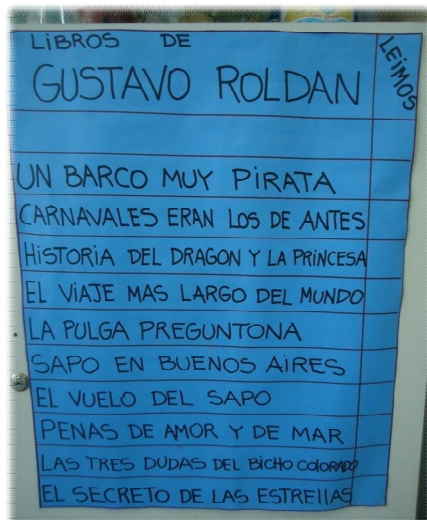 LIBROS DE
GUSTAVO ROLDAN
LEIMOS
UN BARCO MUY PIRATA
CARNAVALES ERAN LOS DE ANTES
HISTORIA DEL DRAGON Y LA PRINCESA
EL VIAJE MAS LARGO DEL MUNDO
LA PULGA PREGUNTONA
SAPO EN BUENOS AIRES
EL VUELO DEL SAPO
PENAS DE AMOR Y DE MAR
LAS TRES DUDAS DEL BICHO COLORADO
EL SECRETO DE LAS ESTRELLAS